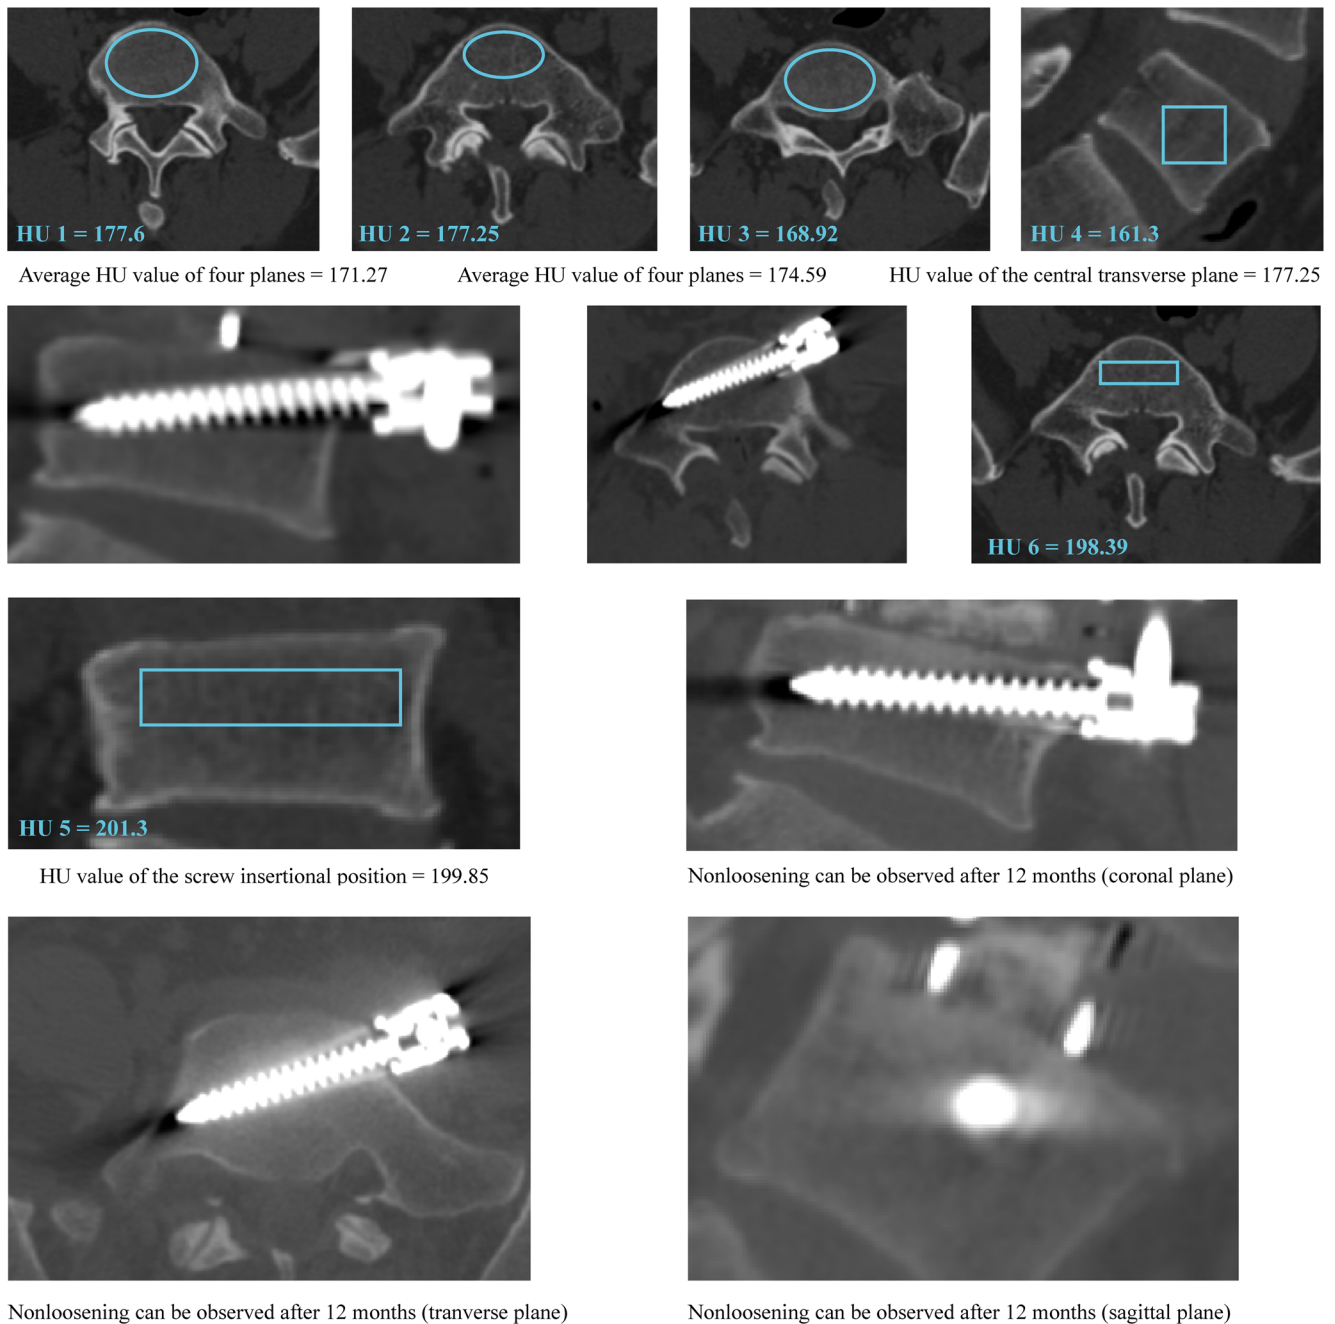 HU 1 = 177.6
HU 2 = 177.25
HU 3 = 168.92
HU 4 = 161.3
Average HU value of four planes = 171.27
Average HU value of four planes = 174.59
HU value of the central transverse plane = 177.25
HU 6 = 198.39
HU 5 = 201.3
HU value of the screw insertional position = 199.85
Nonloosening can be observed after 12 months (coronal plane)
Nonloosening can be observed after 12 months (tranverse plane)
Nonloosening can be observed after 12 months (sagittal plane)